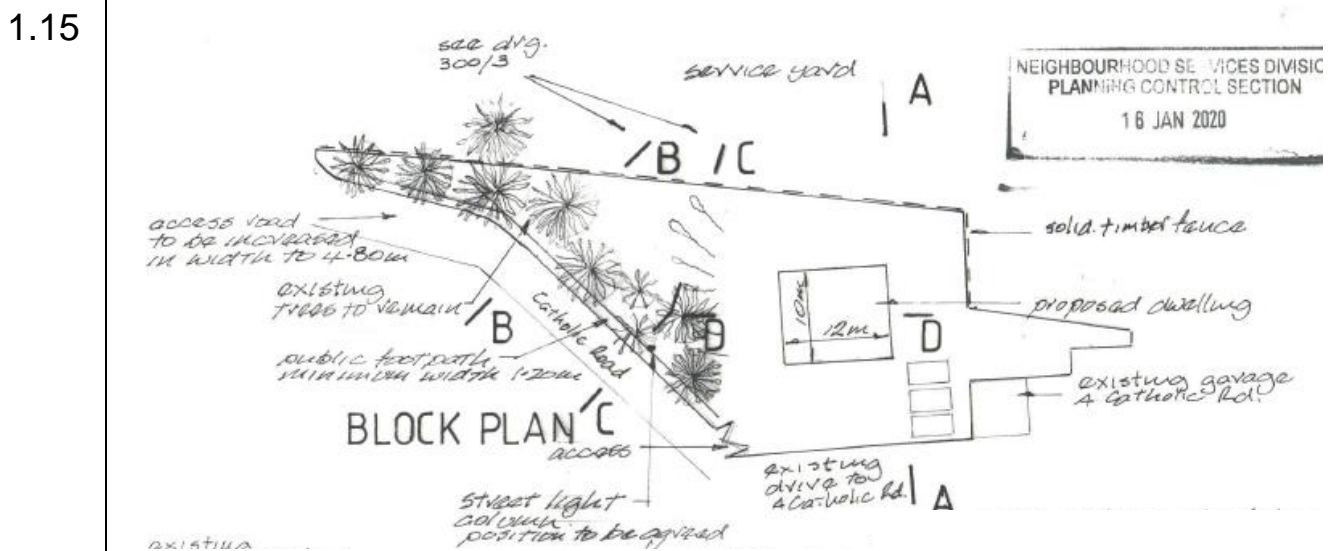 1.15
see drg.
300/3
service yard
A
NEIGHBOURHOOD SERVICES DIVISIO
PLANNING CONTROL SECTION
16 JAN 2020
B
C
access road
to be increased
in width to 4.80m
solid timber fence
existing
trees to remain
B
Catholic Road
public footpath
minimum width 1.20m
10m
12m
proposed dwelling
D
D
existing garage
4 Catholic Rd.
BLOCK PLAN
C
access
existing
drive to
4 Catholic Rd.
A
street light
column
position to be agreed
existing